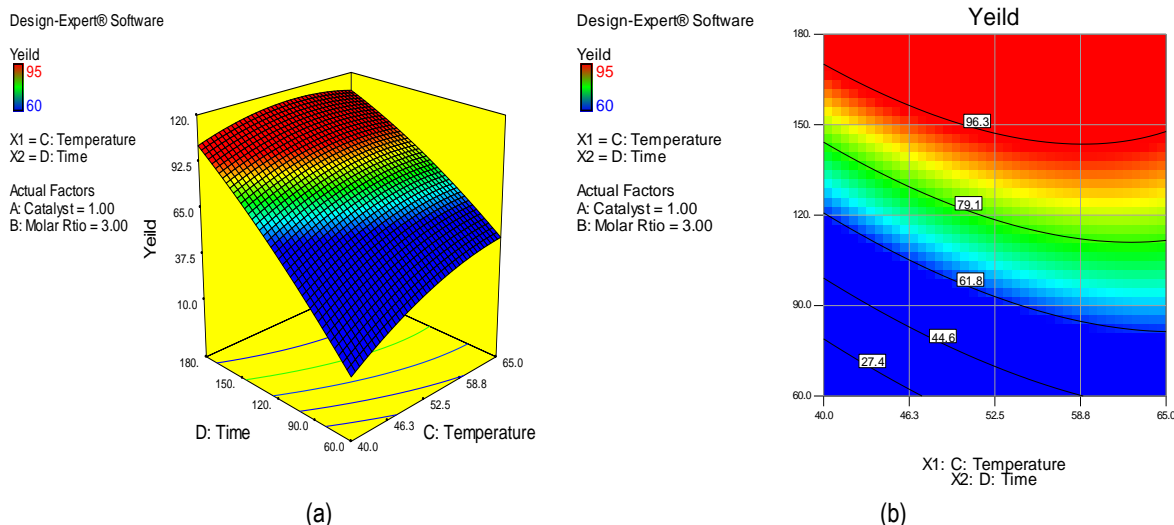 Design-Expert® Software
Yeild
95
60
X1 = C: Temperature
X2 = D: Time
Actual Factors
A: Catalyst = 1.00
B: Molar Rtio = 3.00
120.
92.5
65.0
37.5
10.0
Yeild
180.
150.
120.
90.0
60.0
D: Time
40.0
46.3
52.5
58.8
65.0
C: Temperature
(a)
Design-Expert® Software
Yeild
95
60
X1 = C: Temperature
X2 = D: Time
Actual Factors
A: Catalyst = 1.00
B: Molar Rtio = 3.00
Yeild
180.
150.
120.
90.0
60.0
96.3
79.1
61.8
44.6
27.4
40.0 46.3 52.5 58.8 65.0
X1: C: Temperature
X2: D: Time
(b)